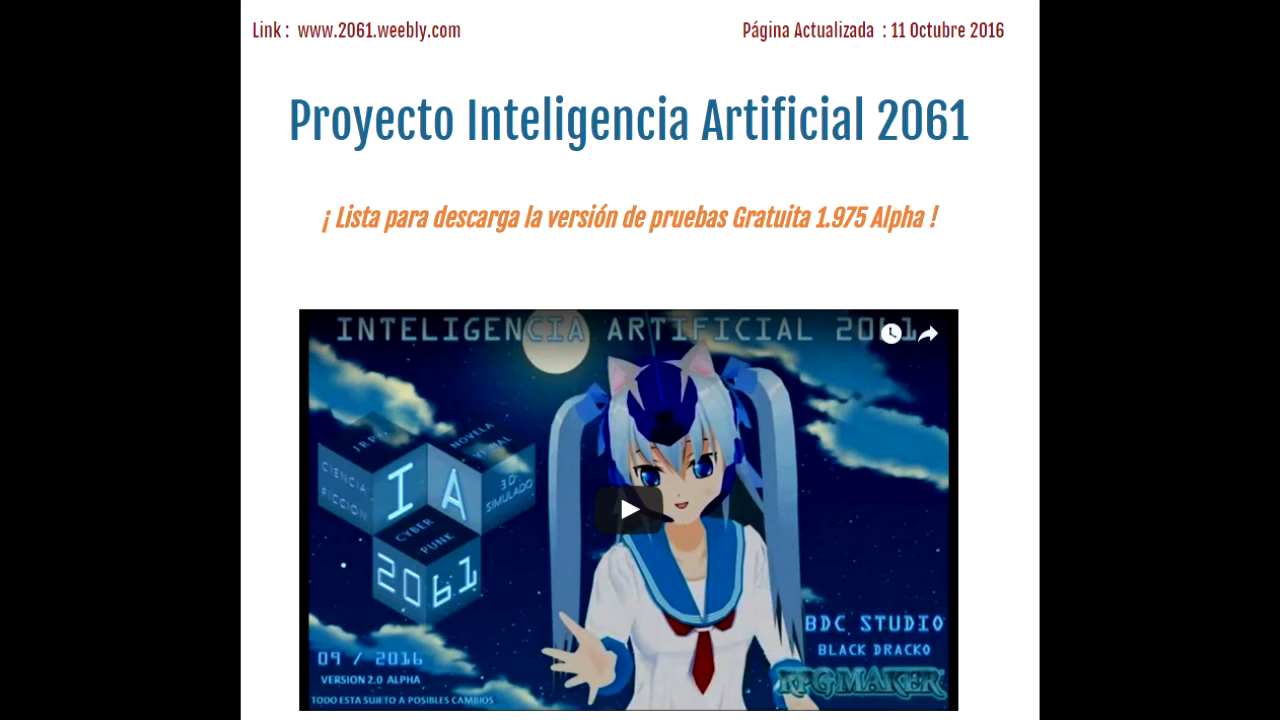 Link : www.2061.weebly.com
Página Actualizada : 11 Octubre 2016
Proyecto Inteligencia Artificial 2061
¡ Lista para descarga la versión de pruebas Gratuita 1.975 Alpha !
INTELIGENCIA ARTIFICIAL 2061
JRPG
NOVELA
VISUAL
CIENCIA
FICCION
IA
3D
SIMULADO
CYBER
PUNK
2061
BDC STUDIO
BLACK DRACKO
RPG MAKER
09 / 2016
VERSION 2.0 ALPHA
TODO ESTA SUJETO A POSIBLES CAMBIOS